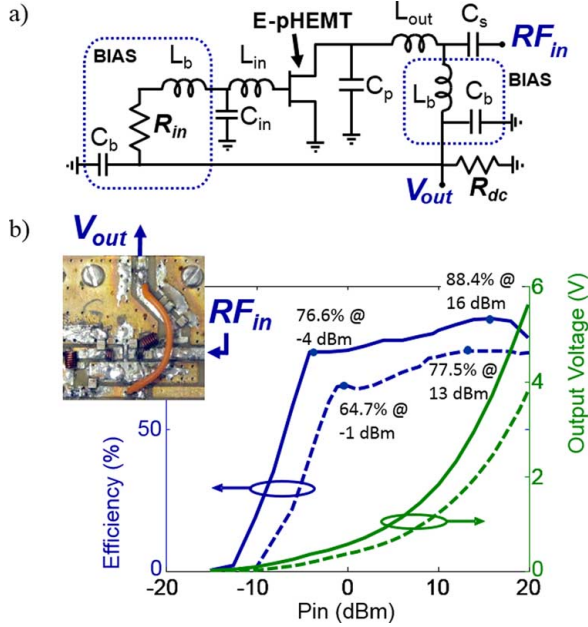 a)
E-pHEMT
L_out
C_s
RF_in
BIAS
L_b
L_in
C_in
C_p
L_b
C_b
BIAS
R_in
C_b
R_dc
V_out
b)
V_out
RF_in
76.6% @
-4 dBm
88.4% @
16 dBm
64.7% @
-1 dBm
77.5% @
13 dBm
Efficiency (%)
50
0
Output Voltage (V)
6
4
2
0
-20
-10
0
10
20
Pin (dBm)